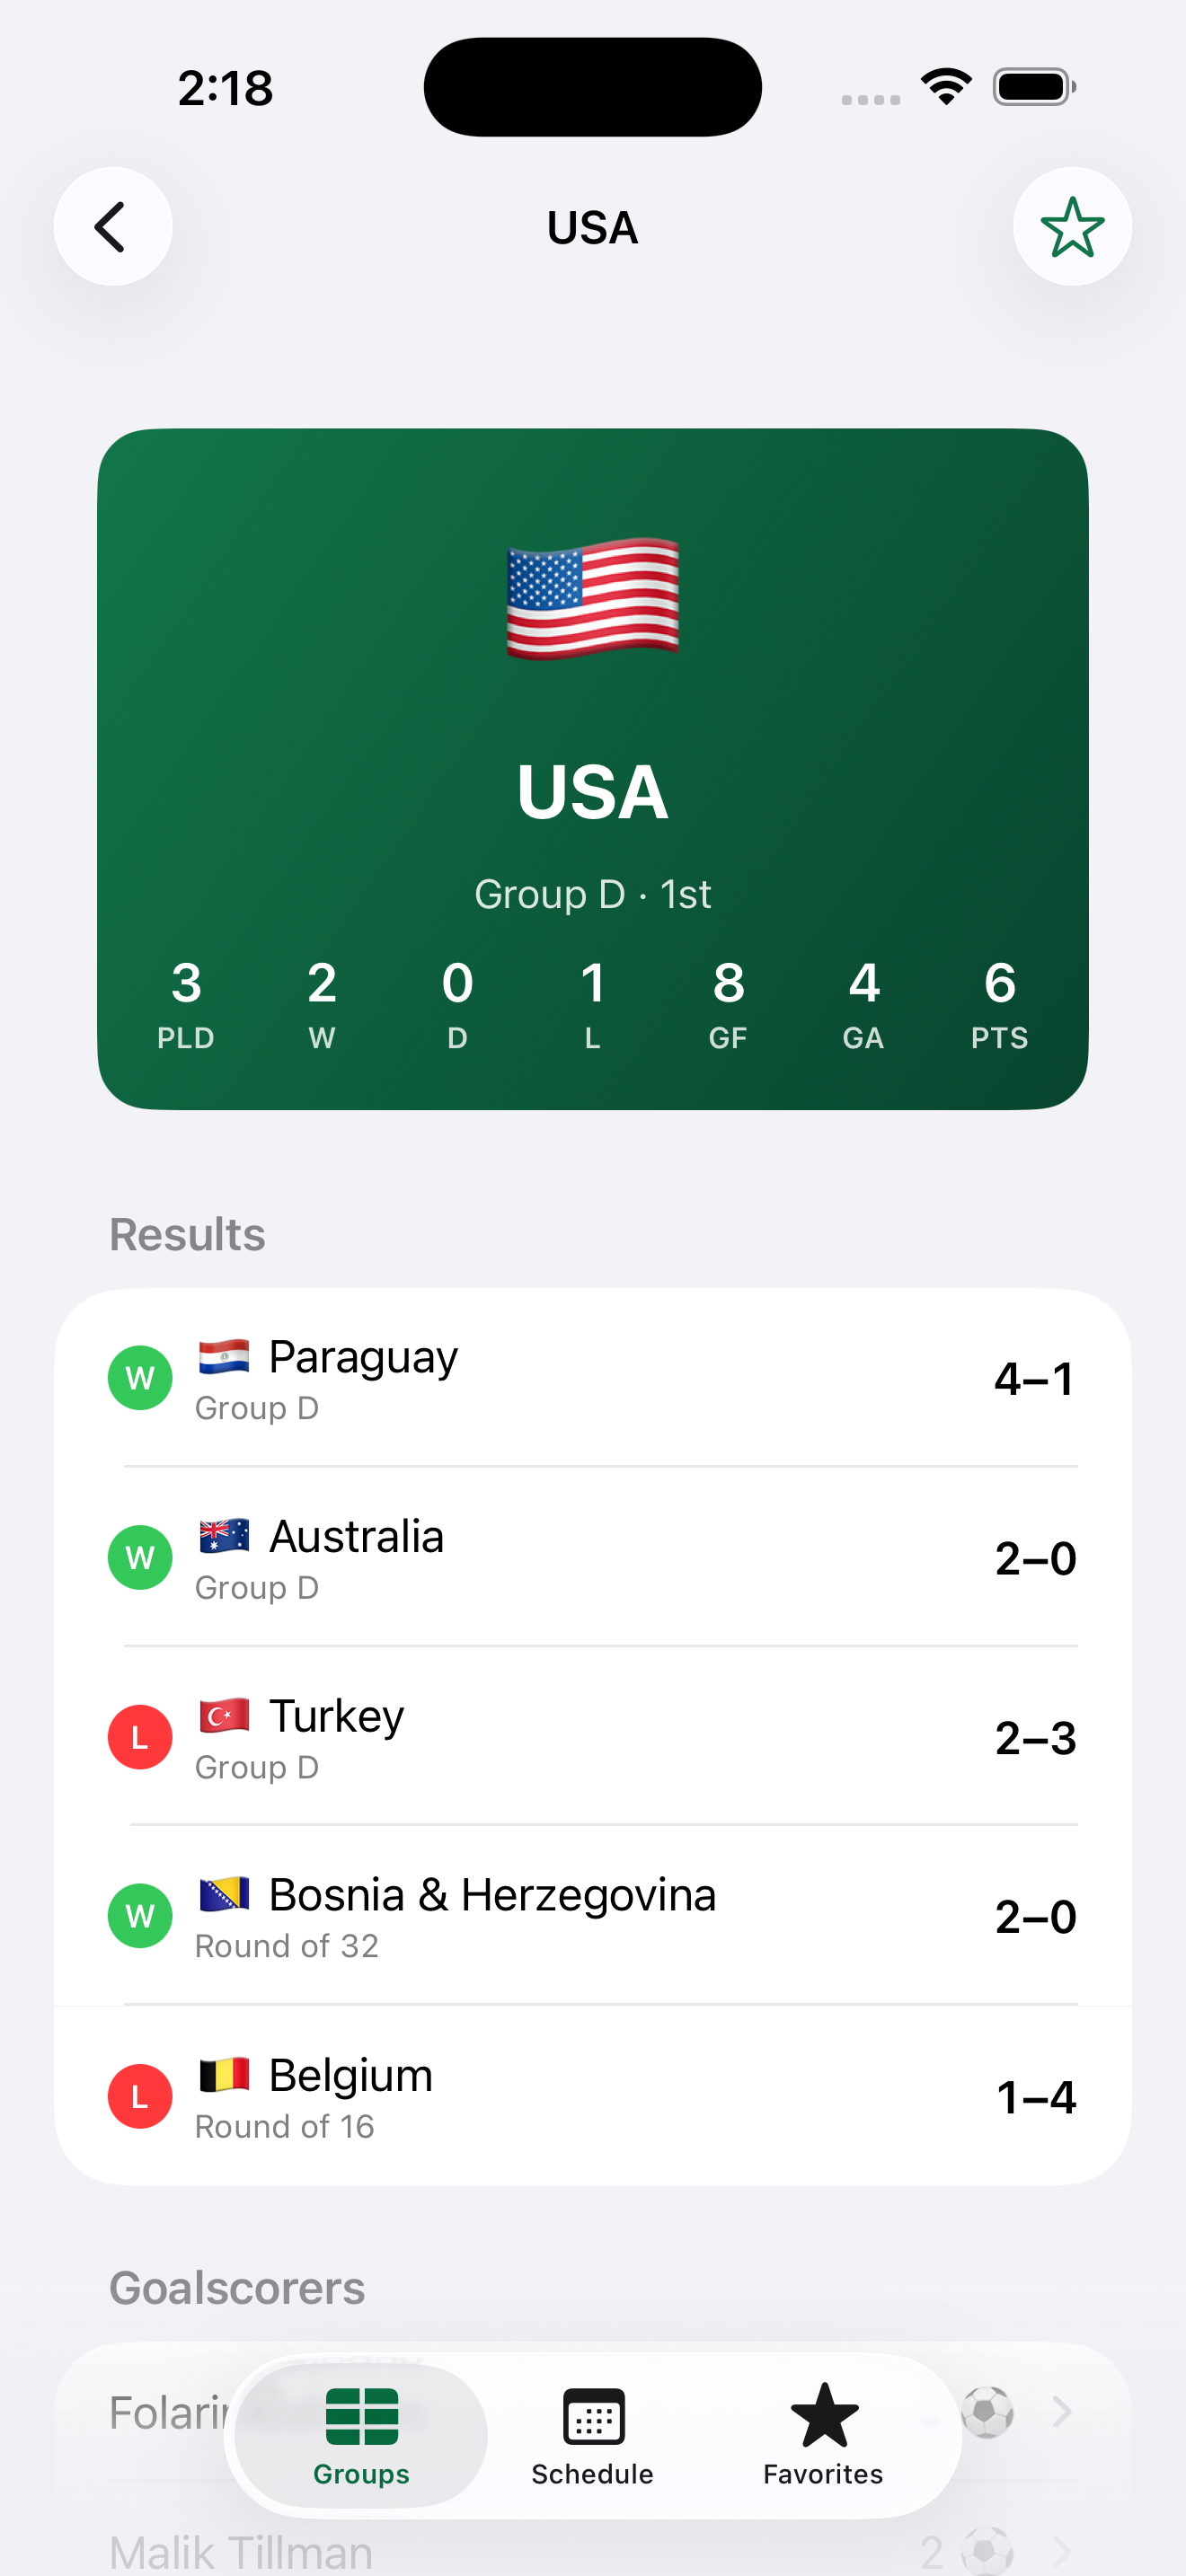 2:18
USA
USA
Group D · 1st
3 2 0 1 8 4 6
PLD W D L GF GA PTS
Results
W Paraguay 4–1
Group D
W Australia 2–0
Group D
L Turkey 2–3
Group D
W Bosnia & Herzegovina 2–0
Round of 32
L Belgium 1–4
Round of 16
Goalscorers
Groups Schedule Favorites
Malik Tillman 2